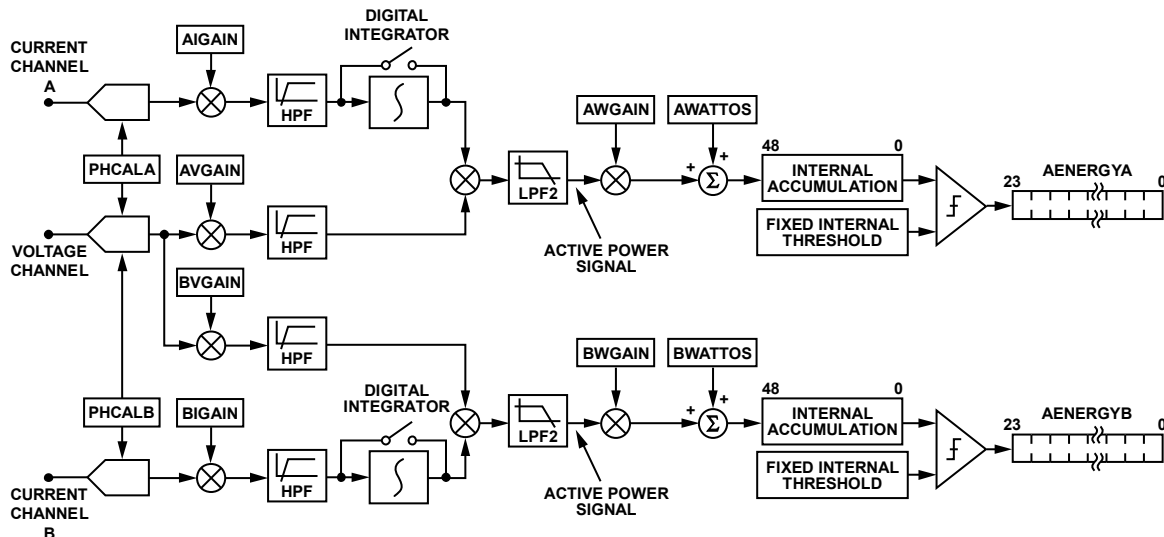 CURRENT
CHANNEL
A
AIGAIN
HPF
DIGITAL
INTEGRATOR
PHCALA
AVGAIN
VOLTAGE
CHANNEL
HPF
LPF2
ACTIVE POWER
SIGNAL
AWGAIN
AWATTOS
+
+
Σ
48
0
INTERNAL
ACCUMULATION
FIXED INTERNAL
THRESHOLD
AENERGYA
23
0
BVGAIN
HPF
PHCALB
BIGAIN
CURRENT
CHANNEL
B
HPF
DIGITAL
INTEGRATOR
LPF2
ACTIVE POWER
SIGNAL
BWGAIN
BWATTOS
+
+
Σ
48
0
INTERNAL
ACCUMULATION
FIXED INTERNAL
THRESHOLD
AENERGYB
23
0